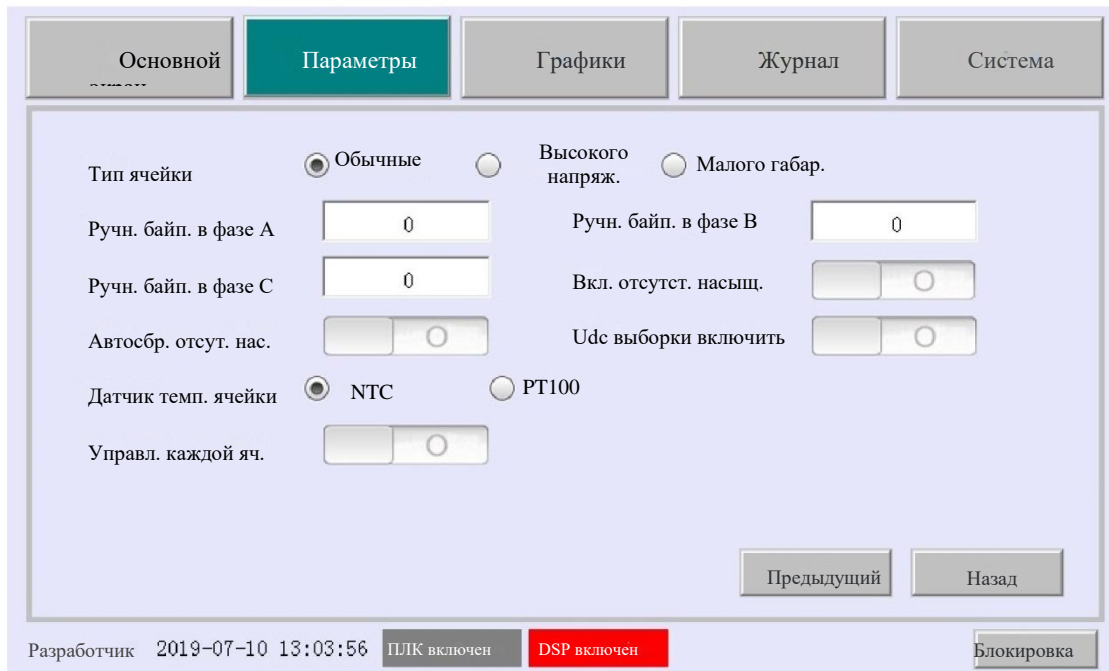 Основной
Параметры
Графики
Журнал
Система
Тип ячейки
Обычные
Высокого
напряж.
Малого габар.
Ручн. байп. в фазе A
0
Ручн. байп. в фазе B
0
Ручн. байп. в фазе C
0
Вкл. отсутст. насыщ.
Автосбр. отсут. нас.
Udc выборки включить
Датчик темп. ячейки
NTC
PT100
Управл. каждой яч.
Предыдущий
Назад
Разработчик 2019-07-10 13:03:56 ПЛК включен DSP включен Блокировка